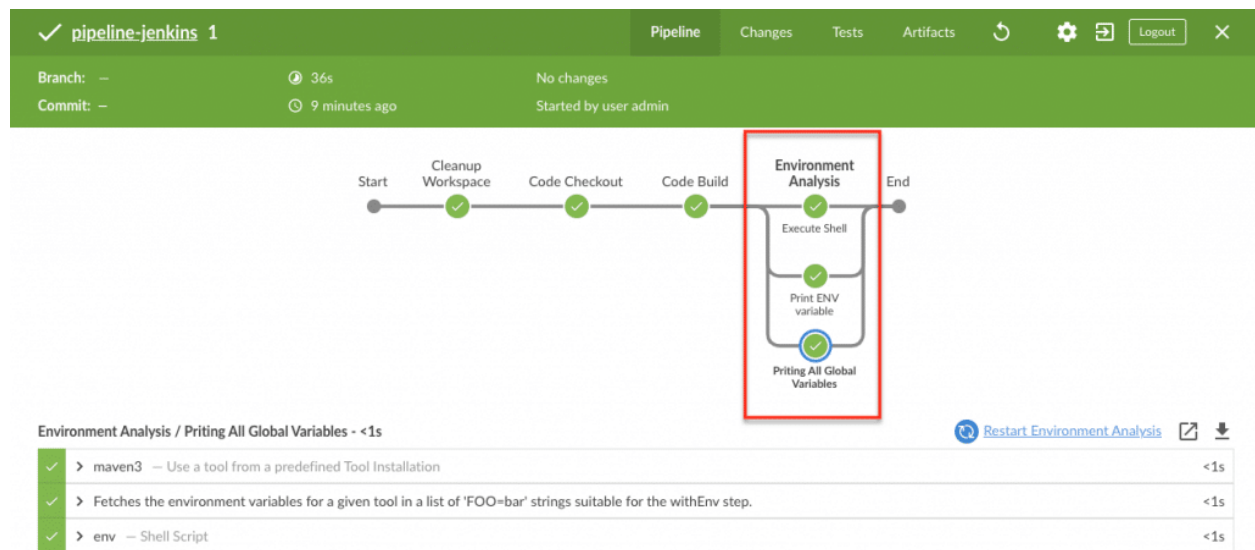 pipeline-jenkins 1
Pipeline Changes Tests Artifacts Logout
Branch: — 36s No changes
Commit: — 9 minutes ago Started by user admin
Start Cleanup Workspace Code Checkout Code Build Environment Analysis End
Execute Shell
Print ENV
variable
Priting All Global
Variables
Environment Analysis / Priting All Global Variables - <1s Restart Environment Analysis
maven3 — Use a tool from a predefined Tool Installation <1s
Fetches the environment variables for a given tool in a list of 'FOO=bar' strings suitable for the withEnv step. <1s
env — Shell Script <1s